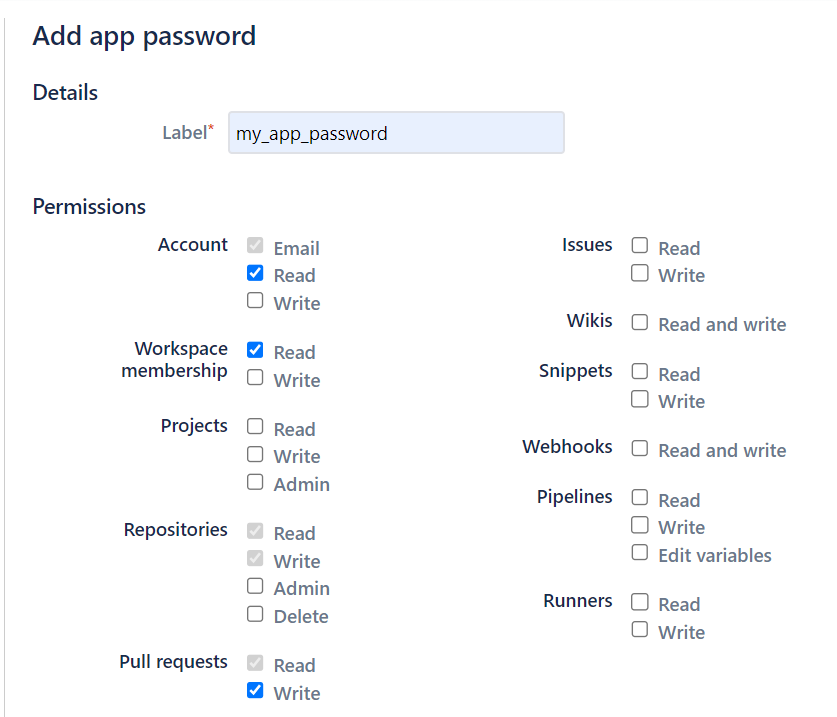 Add app password
Details
Label*
my_app_password
Permissions
Account
Email
Read
Write
Workspace
membership
Read
Write
Projects
Read
Write
Admin
Repositories
Read
Write
Admin
Delete
Pull requests
Read
Write
Issues
Read
Write
Wikis
Read and write
Snippets
Read
Write
Webhooks
Read and write
Pipelines
Read
Write
Edit variables
Runners
Read
Write